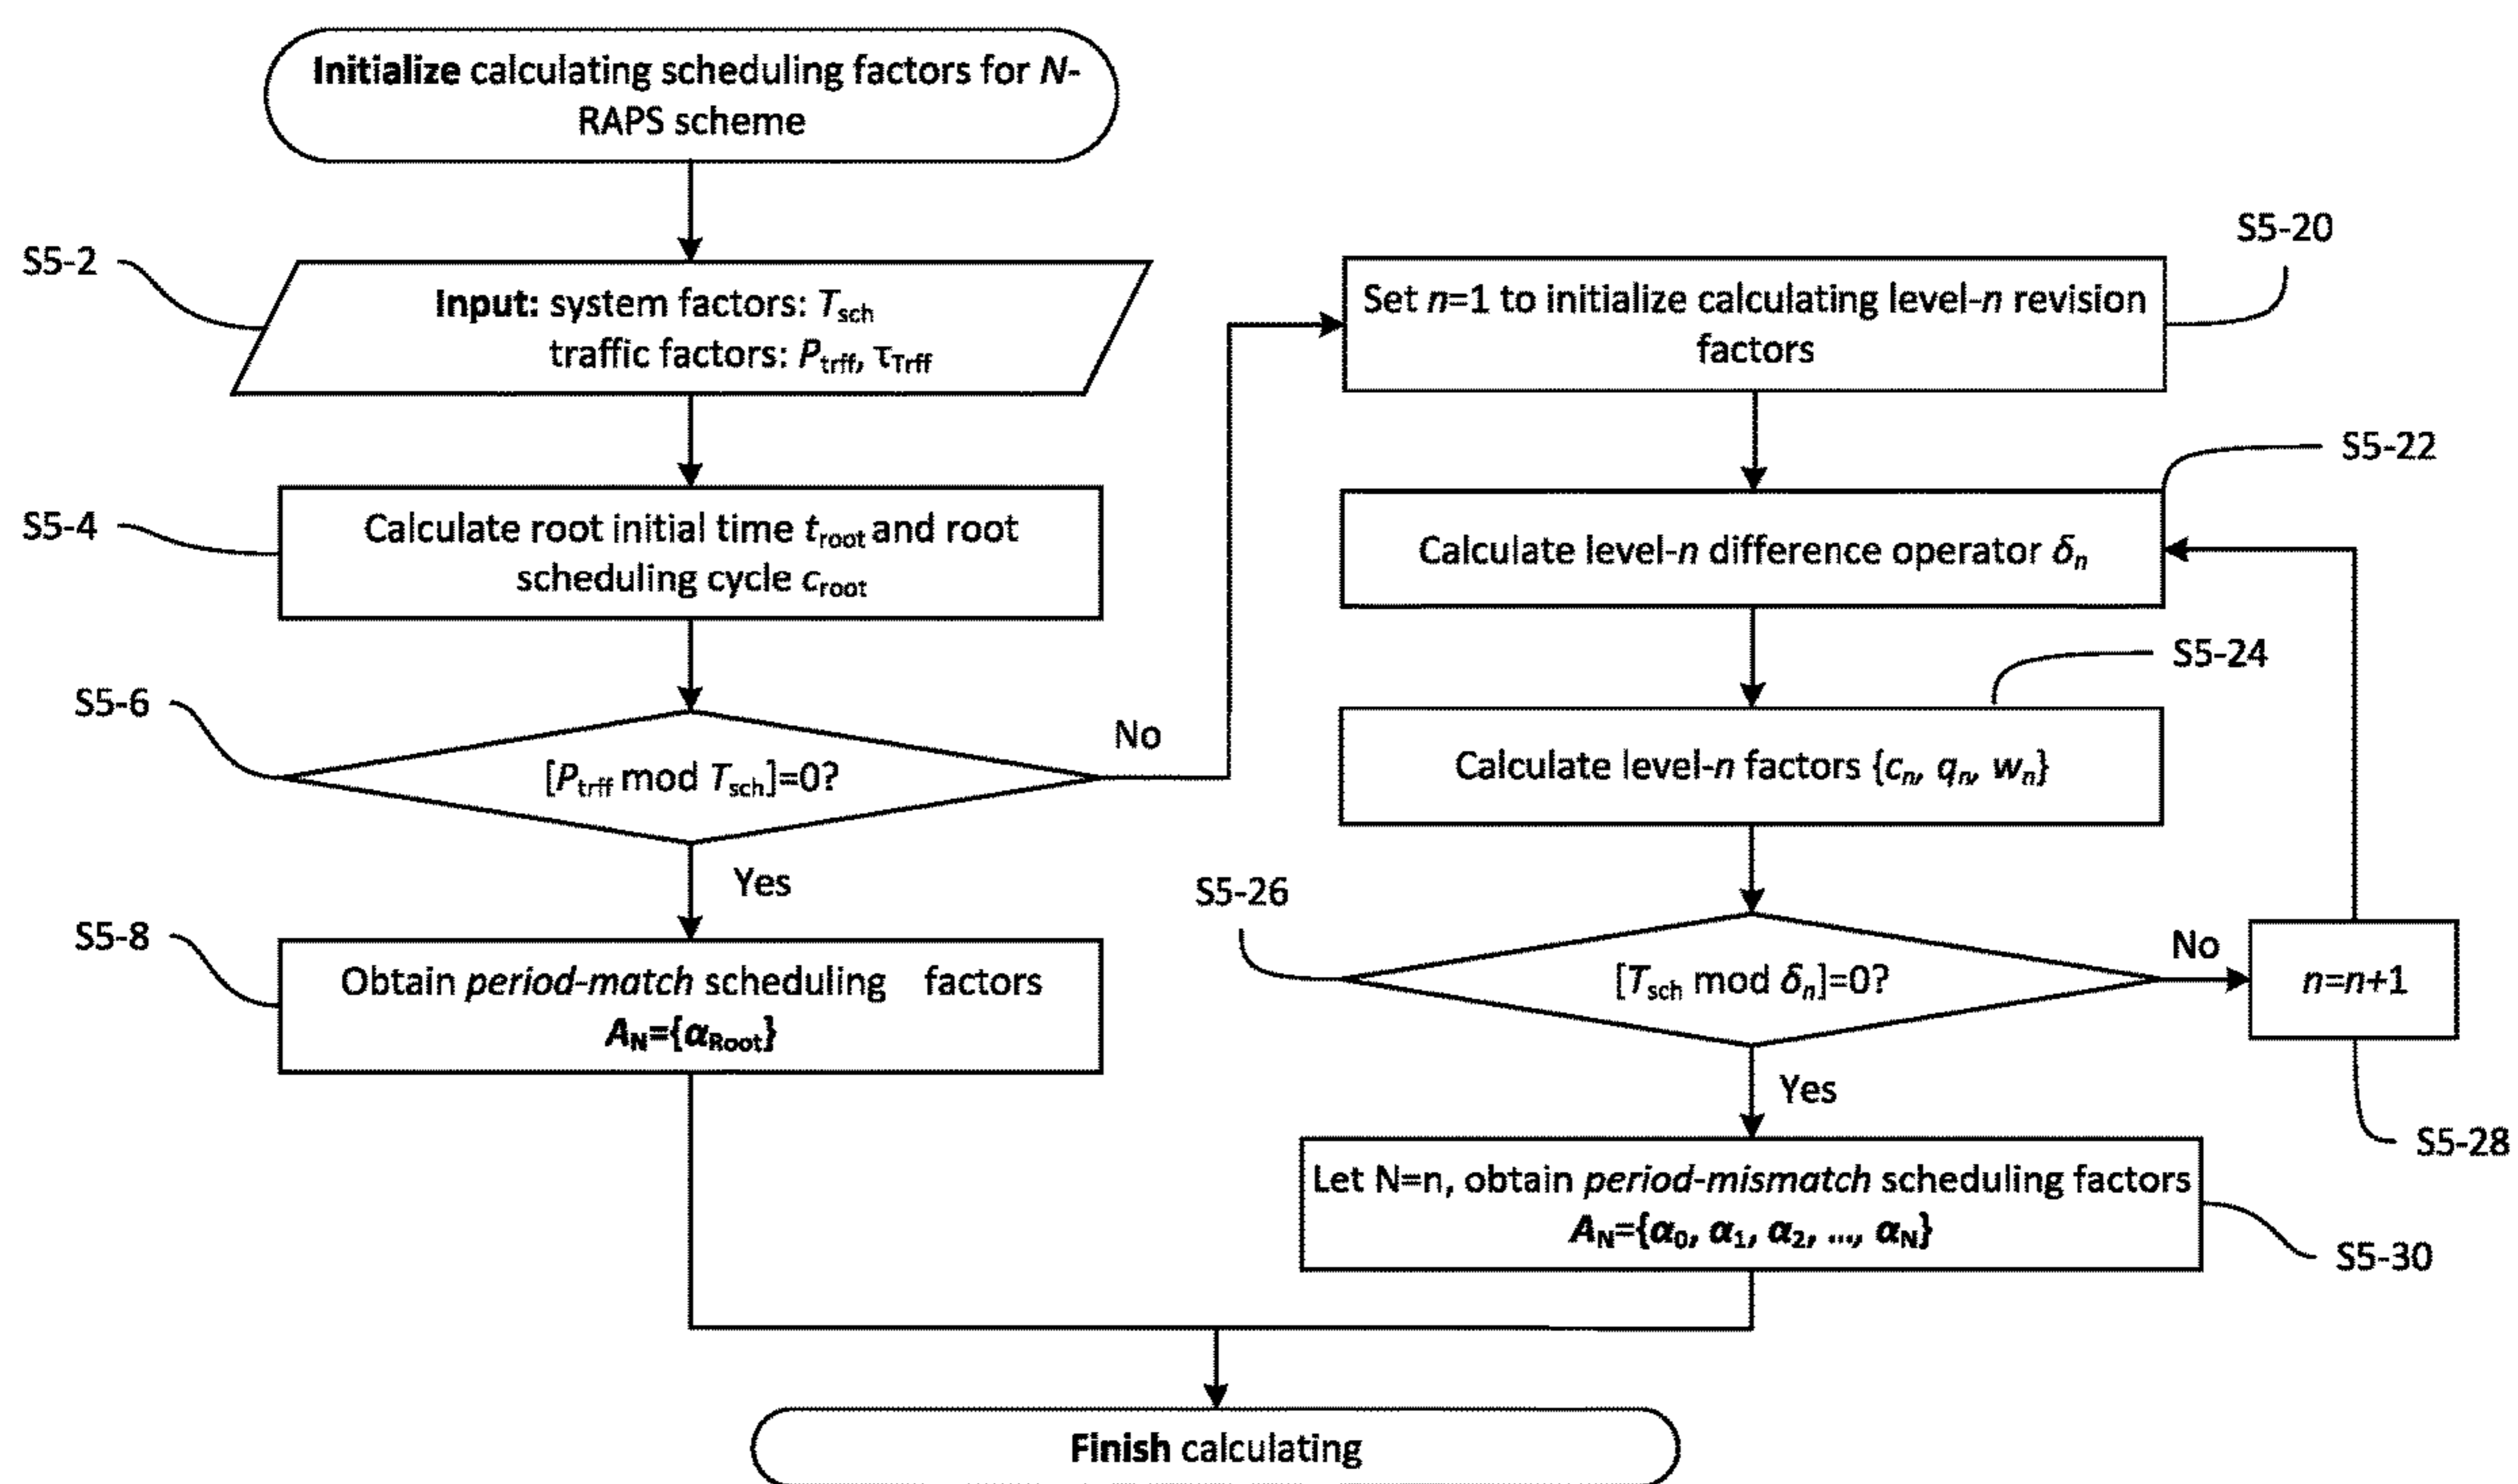 Initialize calculating scheduling factors for N-
RAPS scheme
S5-2
Input: system factors: Tsch
traffic factors: Ptrff, τTrff
S5-4
Calculate root initial time troot and root
scheduling cycle croot
S5-6
[Ptrff mod Tsch]=0?
No
Yes
S5-8
Obtain period-match scheduling factors
AN={αRoot}
S5-20
Set n=1 to initialize calculating level-n revision
factors
S5-22
Calculate level-n difference operator δn
S5-24
Calculate level-n factors {cn, qn, wn}
S5-26
[Tsch mod δn]=0?
No
n=n+1
S5-28
Yes
Let N=n, obtain period-mismatch scheduling factors
AN={α0, α1, α2, ..., αN}
S5-30
Finish calculating